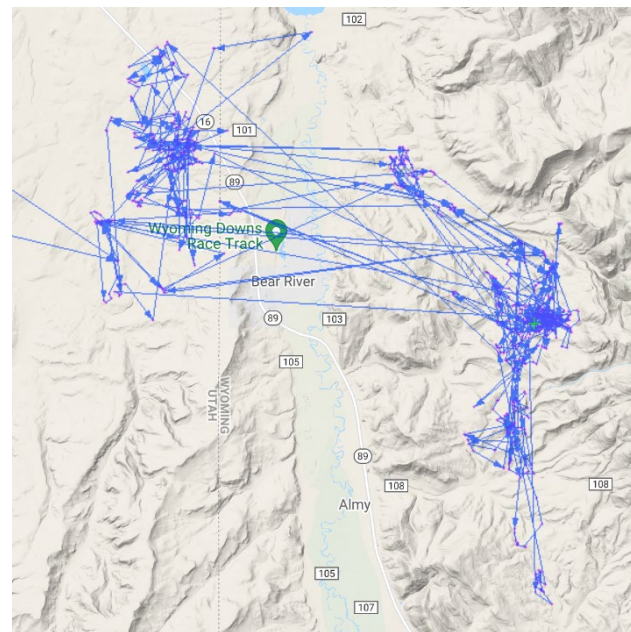 102
16
101
89
Wyoming Downs
Race Track
Bear River
89
103
105
WYOMING
UTAH
89
108
108
Almy
105
107